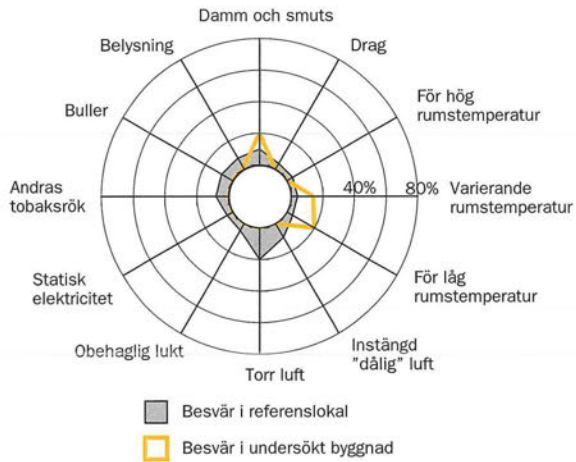 Damm och smuts
Belysning
Drag
Buller
För hög
rumstemperatur
Andras
tobaksrök
40%
80%
Varierande
rumstemperatur
Statisk
elektricitet
För låg
rumstemperatur
Obehaglig lukt
Torr luft
Instängd
"dålig" luft
Besvär i referenslokal
Besvär i undersökt byggnad